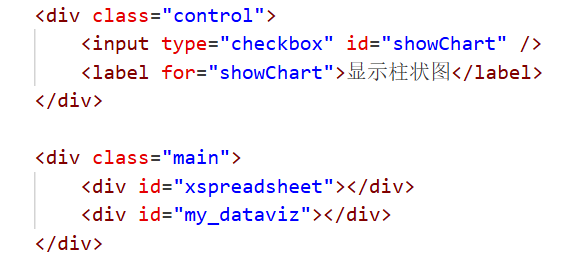 <div class="control">
    <input type="checkbox" id="showChart" />
    <label for="showChart">显示柱状图</label>
</div>

<div class="main">
    <div id="xspreadsheet"></div>
    <div id="my_dataviz"></div>
</div>